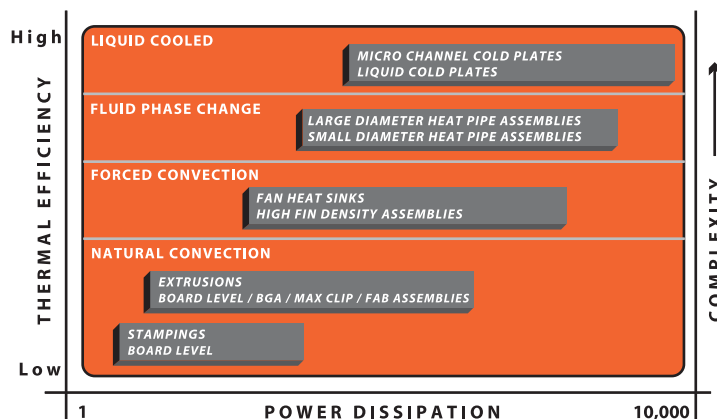 High
LIQUID COOLED
MICRO CHANNEL COLD PLATES
LIQUID COLD PLATES
FLUID PHASE CHANGE
LARGE DIAMETER HEAT PIPE ASSEMBLIES
SMALL DIAMETER HEAT PIPE ASSEMBLIES
FORCED CONVECTION
FAN HEAT SINKS
HIGH FIN DENSITY ASSEMBLIES
NATURAL CONVECTION
EXTRUSIONS
BOARD LEVEL / BGA / MAX CLIP / FAB ASSEMBLIES
STAMPINGS
BOARD LEVEL
Low
THERMAL EFFICIENCY
COMPLEXITY
1 POWER DISSIPATION 10,000